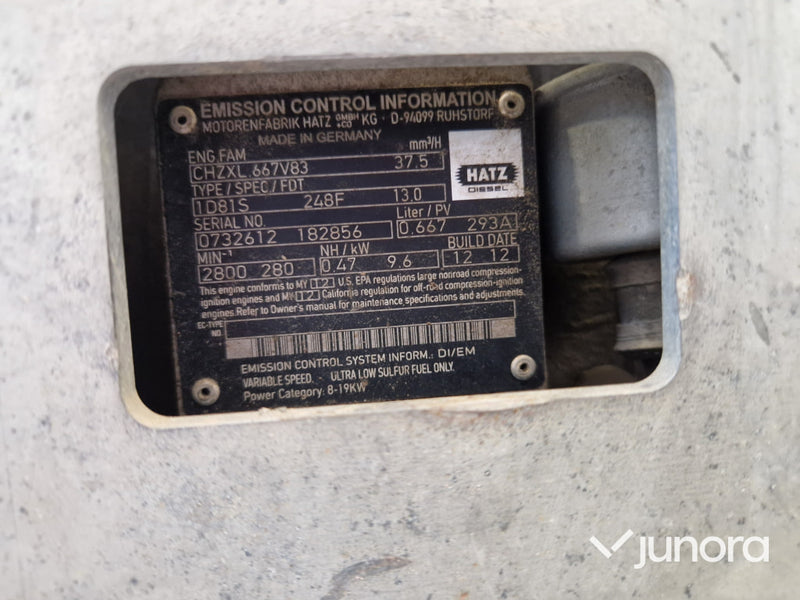 EMISSION CONTROL INFORMATION
MOTORENFABRIK HATZ GMBH +CO KG · D-94099 RUHSTORF
MADE IN GERMANY
ENG FAM mm³/H
CHZXL.667V83 37.5
TYPE / SPEC / FDT
1D81S 248F 13.0
SERIAL NO Liter / PV
0732612 182856 0.667 293A
MIN⁻¹ NH / kW BUILD DATE
2800 280 0.47 9.6 12 12
This engine conforms to MY 12 U.S. EPA regulations large nonroad compression-
ignition engines and MY 12 California regulation for off-road compression-ignition
engines. Refer to Owner's manual for maintenance specifications and adjustments.
EC-TYPE
NO.
EMISSION CONTROL SYSTEM INFORM.: DI/EM
VARIABLE SPEED. - ULTRA LOW SULFUR FUEL ONLY.
Power Category: 8-19KW
HATZ
DIESEL
junora